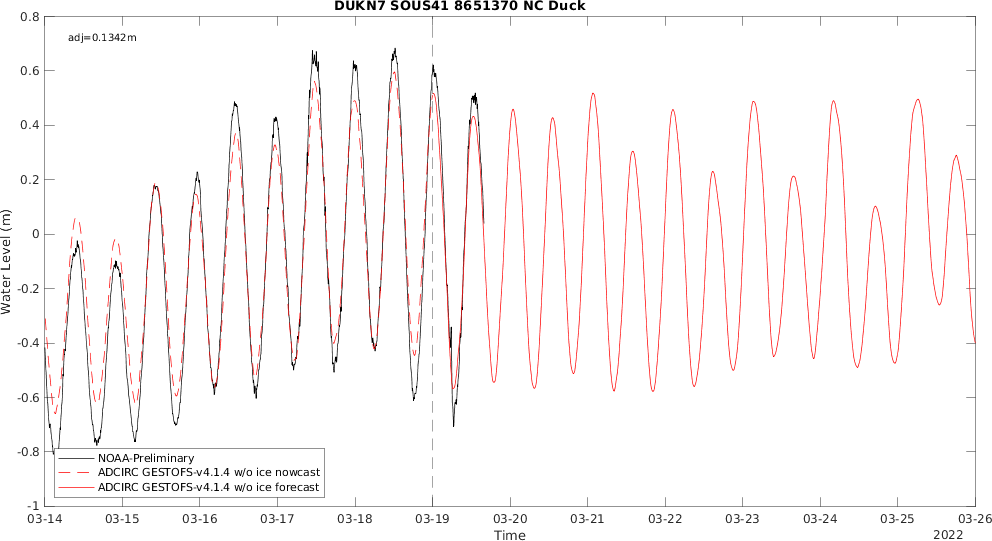 DUKN7 SOUS41 8651370 NC Duck
adj=0.1342m
0.8
0.6
0.4
0.2
0
-0.2
-0.4
-0.6
-0.8
-1
Water Level (m)
NOAA-Preliminary
ADCIRC GESTOFS-v4.1.4 w/o ice nowcast
ADCIRC GESTOFS-v4.1.4 w/o ice forecast
03-14 03-15 03-16 03-17 03-18 03-19 03-20 03-21 03-22 03-23 03-24 03-25 03-26
Time
2022